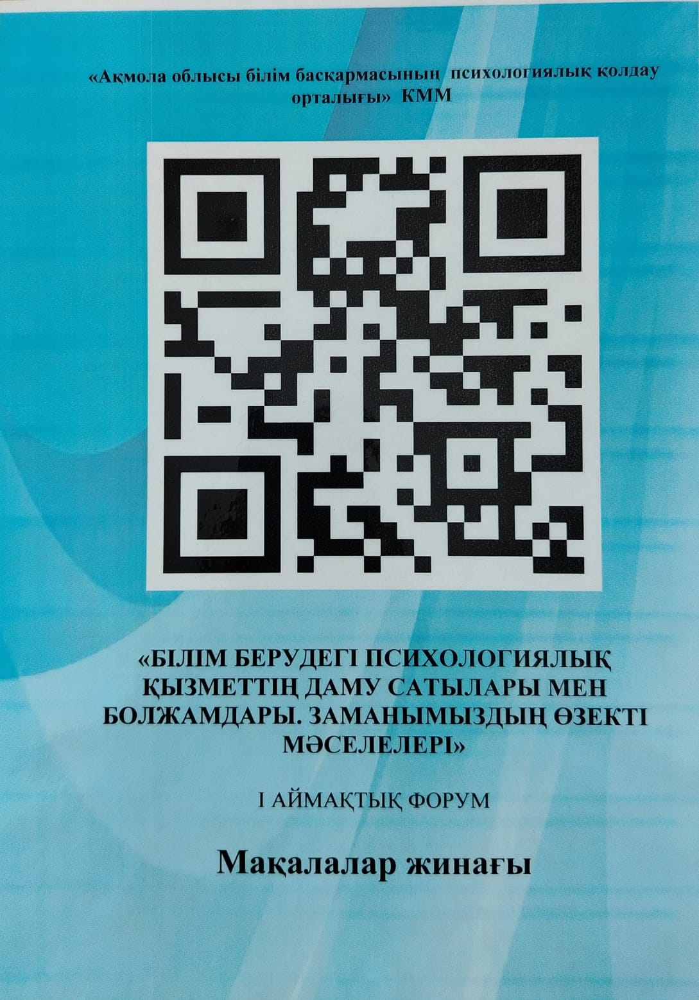 «Ақмола облысы білім басқармасының психологиялық қолдау
орталығы» КММ
«БІЛІМ БЕРУДЕГІ ПСИХОЛОГИЯЛЫҚ
ҚЫЗМЕТТІҢ ДАМУ САТЫЛАРЫ МЕН
БОЛЖАМДАРЫ. ЗАМАНЫМЫЗДЫҢ ӨЗЕКТІ
МӘСЕЛЕЛЕРІ»
I АЙМАҚТЫҚ ФОРУМ
Мақалалар жинағы